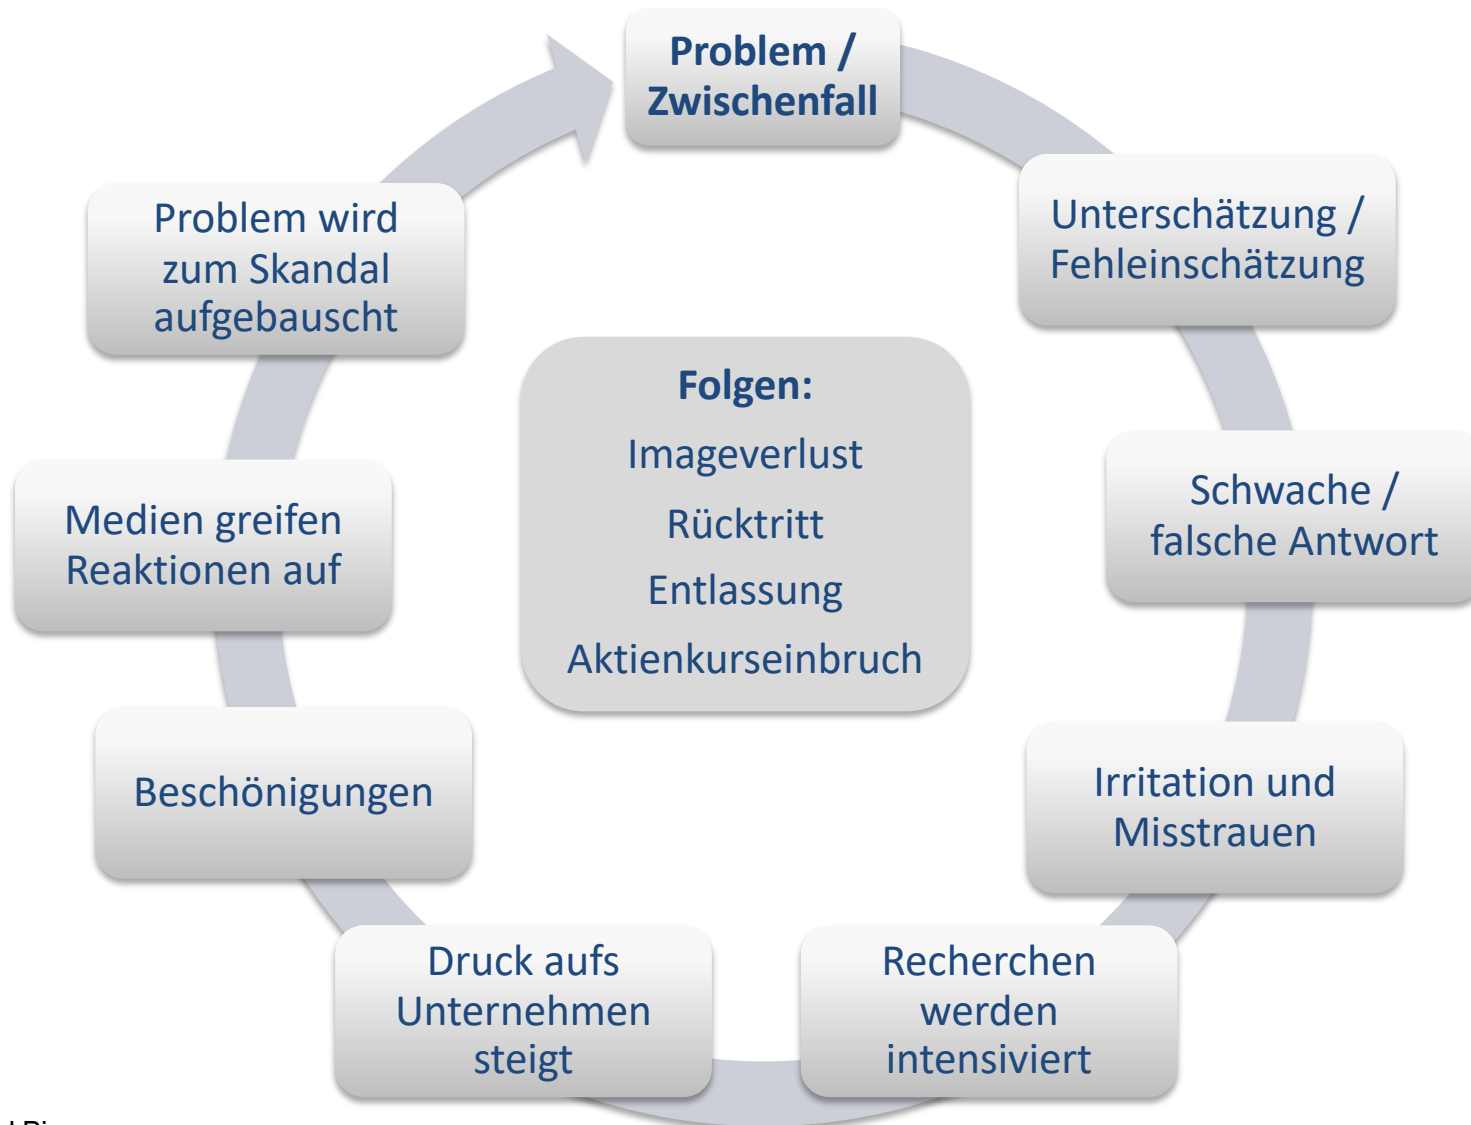 Problem /
Zwischenfall
Unterschätzung /
Fehleinschätzung
Schwache /
falsche Antwort
Irritation und
Misstrauen
Recherchen
werden
intensiviert
Druck aufs
Unternehmen
steigt
Beschönigungen
Medien greifen
Reaktionen auf
Problem wird
zum Skandal
aufgebauscht
Folgen:
Imageverlust
Rücktritt
Entlassung
Aktienkurseinbruch